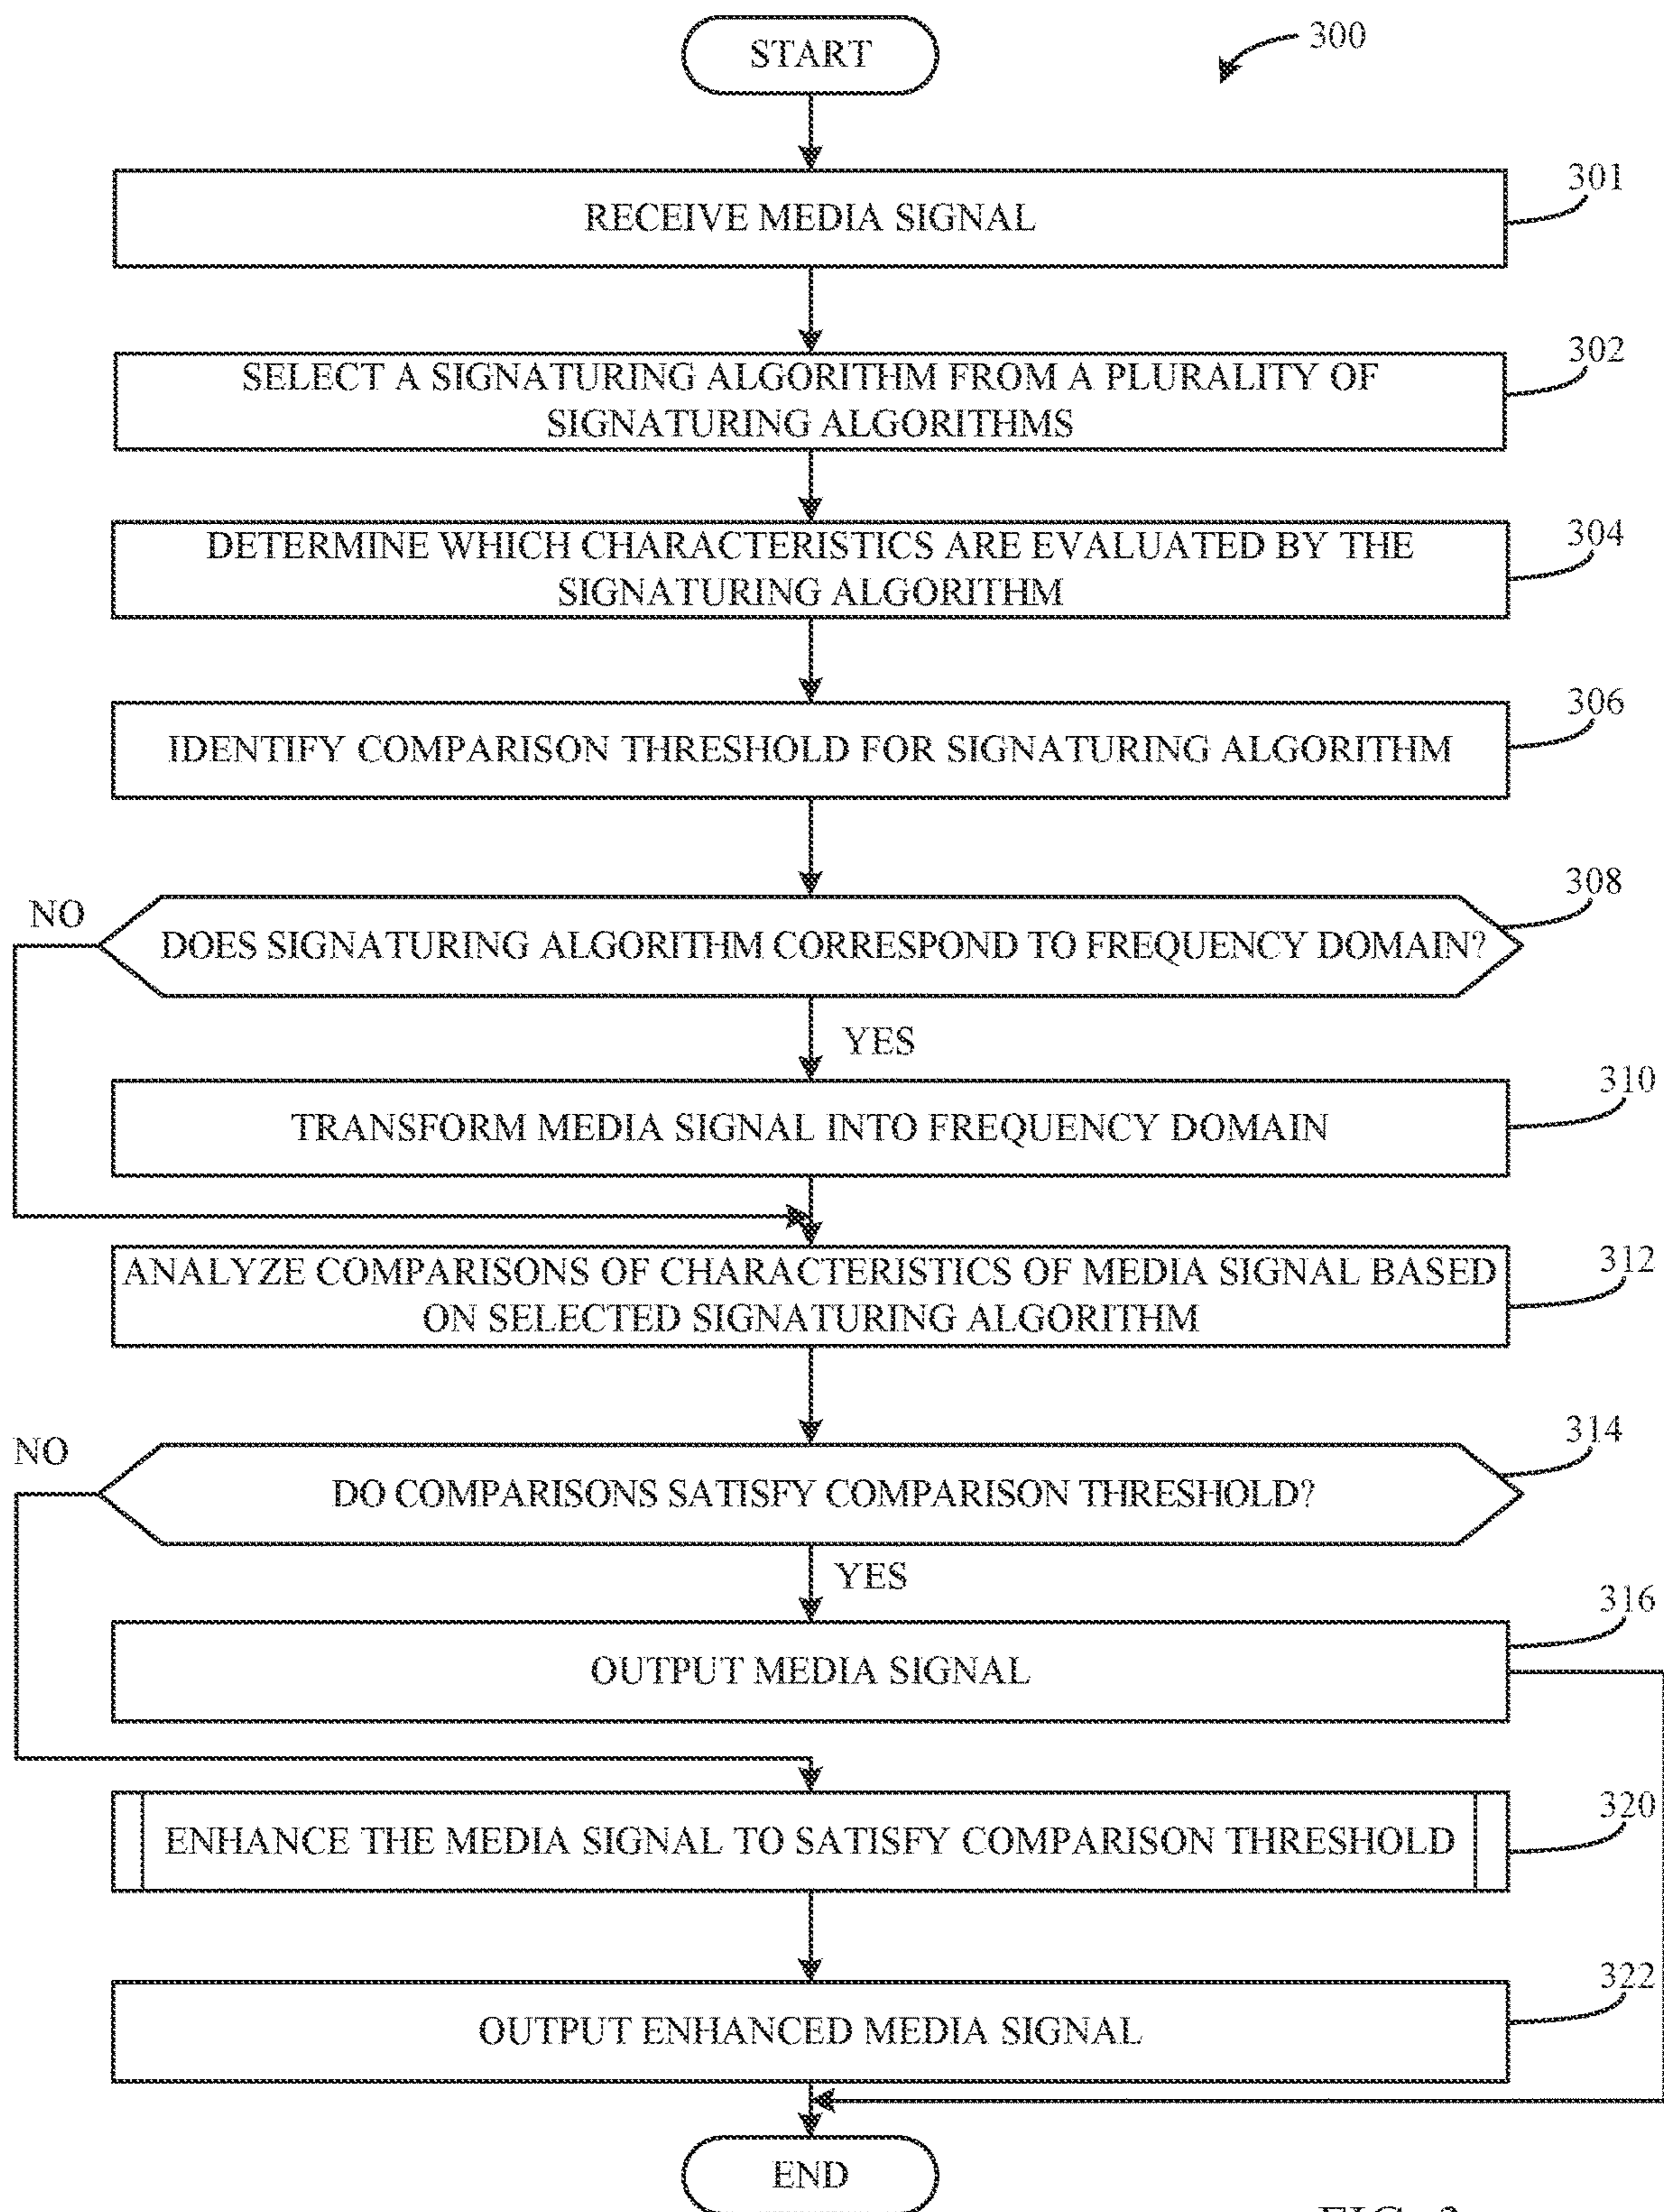 START
300
301
RECEIVE MEDIA SIGNAL
302
SELECT A SIGNATURING ALGORITHM FROM A PLURALITY OF
SIGNATURING ALGORITHMS
304
DETERMINE WHICH CHARACTERISTICS ARE EVALUATED BY THE
SIGNATURING ALGORITHM
306
IDENTIFY COMPARISON THRESHOLD FOR SIGNATURING ALGORITHM
308
NO
DOES SIGNATURING ALGORITHM CORRESPOND TO FREQUENCY DOMAIN?
YES
310
TRANSFORM MEDIA SIGNAL INTO FREQUENCY DOMAIN
312
ANALYZE COMPARISONS OF CHARACTERISTICS OF MEDIA SIGNAL BASED
ON SELECTED SIGNATURING ALGORITHM
314
NO
DO COMPARISONS SATISFY COMPARISON THRESHOLD?
YES
316
OUTPUT MEDIA SIGNAL
320
ENHANCE THE MEDIA SIGNAL TO SATISFY COMPARISON THRESHOLD
322
OUTPUT ENHANCED MEDIA SIGNAL
END